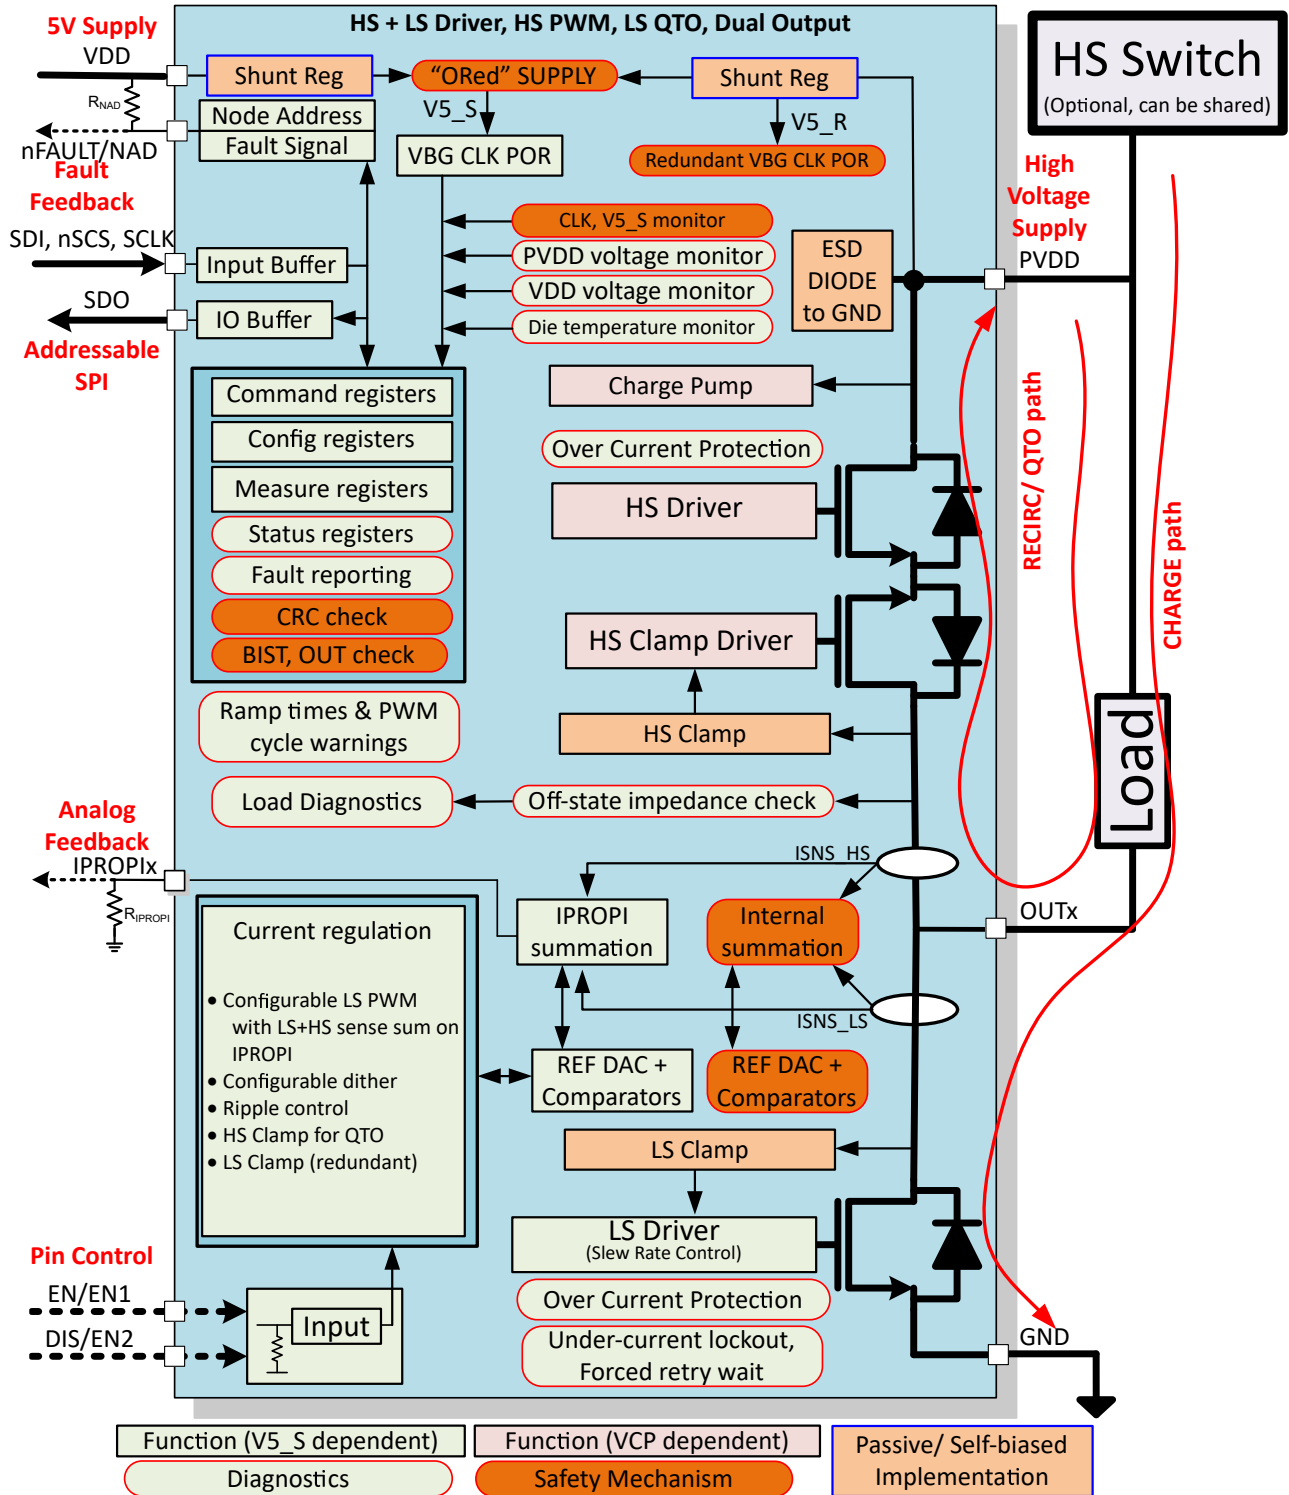 HS + LS Driver, HS PWM, LS QTO, Dual Output
5V Supply
VDD
RNAD
nFAULT/NAD
Fault
Feedback
SDI, nSCS, SCLK
SDO
Addressable
SPI
Shunt Reg
"ORed" SUPPLY
Shunt Reg
V5_S
V5_R
Node Address
Fault Signal
VBG CLK POR
Redundant VBG CLK POR
CLK, V5_S monitor
PVDD voltage monitor
VDD voltage monitor
Die temperature monitor
Input Buffer
IO Buffer
ESD
DIODE
to GND
HS Switch
(Optional, can be shared)
High
Voltage
Supply
PVDD
Command registers
Config registers
Measure registers
Status registers
Fault reporting
CRC check
BIST, OUT check
Charge Pump
Over Current Protection
HS Driver
HS Clamp Driver
HS Clamp
RECIRC/ QTO path
CHARGE path
Load
Ramp times & PWM
cycle warnings
Load Diagnostics
Off-state impedance check
Analog
Feedback
IPROPIx
RIPROPI
ISNS_HS
IPROPI
summation
Internal
summation
OUTx
ISNS_LS
Current regulation
• Configurable LS PWM
with LS+HS sense sum on
IPROPI
• Configurable dither
• Ripple control
• HS Clamp for QTO
• LS Clamp (redundant)
REF DAC +
Comparators
REF DAC +
Comparators
LS Clamp
LS Driver
(Slew Rate Control)
Over Current Protection
Under-current lockout,
Forced retry wait
Pin Control
EN/EN1
DIS/EN2
Input
GND
Function (V5_S dependent)
Function (VCP dependent)
Passive/ Self-biased
Implementation
Diagnostics
Safety Mechanism